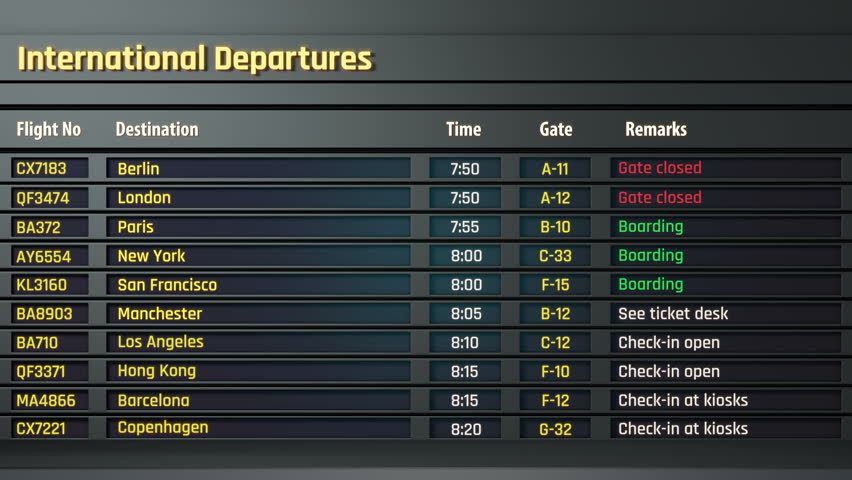 International Departures
Flight No Destination Time Gate Remarks
CX7183 Berlin 7:50 A-11 Gate closed
QF3474 London 7:50 A-12 Gate closed
BA372 Paris 7:55 B-10 Boarding
AY6554 New York 8:00 C-33 Boarding
KL3160 San Francisco 8:00 F-15 Boarding
BA8903 Manchester 8:05 B-12 See ticket desk
BA710 Los Angeles 8:10 C-12 Check-in open
QF3371 Hong Kong 8:15 F-10 Check-in open
MA4866 Barcelona 8:15 F-12 Check-in at kiosks
CX7221 Copenhagen 8:20 G-32 Check-in at kiosks